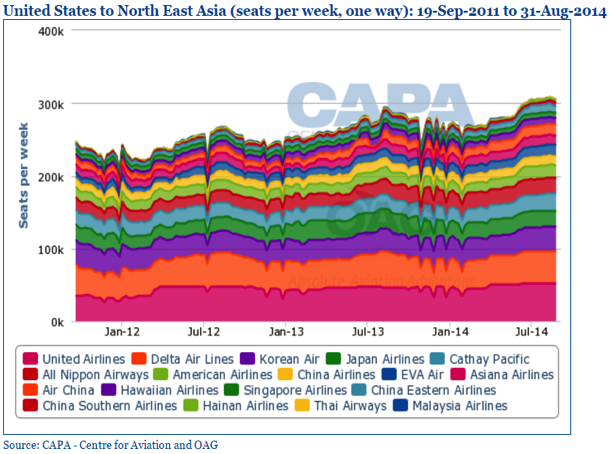 United States to North East Asia (seats per week, one way): 19-Sep-2011 to 31-Aug-2014
400k
300k
200k
100k
0k
Seats per week
CAPA
Jan-12 Jul-12 Jan-13 Jul-13 Jan-14 Jul-14
United Airlines Delta Air Lines Korean Air Japan Airlines Cathay Pacific
All Nippon Airways American Airlines China Airlines EVA Air Asiana Airlines
Air China Hawaiian Airlines Singapore Airlines China Eastern Airlines
China Southern Airlines Hainan Airlines Thai Airways Malaysia Airlines
Source: CAPA - Centre for Aviation and OAG